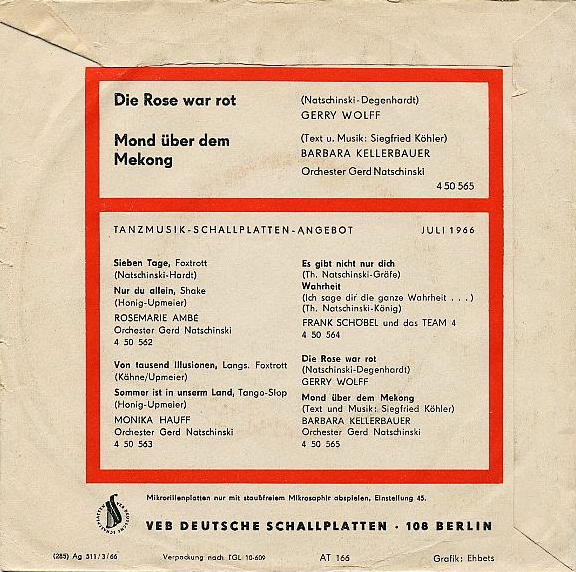 Die Rose war rot
(Natschinski-Degenhardt)
GERRY WOLFF
Mond über dem
Mekong
(Text u. Musik: Siegfried Köhler)
BARBARA KELLERBAUER
Orchester Gerd Natschinski
4 50 565
TANZMUSIK-SCHALLPLATTEN-ANGEBOT JULI 1966
Sieben Tage, Foxtrott
(Natschinski-Hardt)
Nur du allein, Shake
(Honig-Upmeier)
ROSEMARIE AMBÉ
Orchester Gerd Natschinski
4 50 562
Von tausend Illusionen, Langs. Foxtrott
(Kähne/Upmeier)
Sommer ist in unserm Land, Tango-Slop
(Honig-Upmeier)
MONIKA HAUFF
Orchester Gerd Natschinski
4 50 563
Es gibt nicht nur dich
(Th. Natschinski-Gräfe)
Wahrheit
(Ich sage dir die ganze Wahrheit . . .)
(Th. Natschinski-König)
FRANK SCHÖBEL und das TEAM 4
4 50 564
Die Rose war rot
(Natschinski-Degenhardt)
GERRY WOLFF
Mond über dem Mekong
(Text und Musik: Siegfried Köhler)
BARBARA KELLERBAUER
Orchester Gerd Natschinski
4 50 565
Mikrorillenplatten nur mit staubfreiem Mikrosaphir abspielen, Einstellung 45.
VEB DEUTSCHE SCHALLPLATTEN
VEB DEUTSCHE SCHALLPLATTEN · 108 BERLIN
(285) Ag 511/3/66 Verpackung nach TGL 10-609 AT 166 Grafik: Ehbets